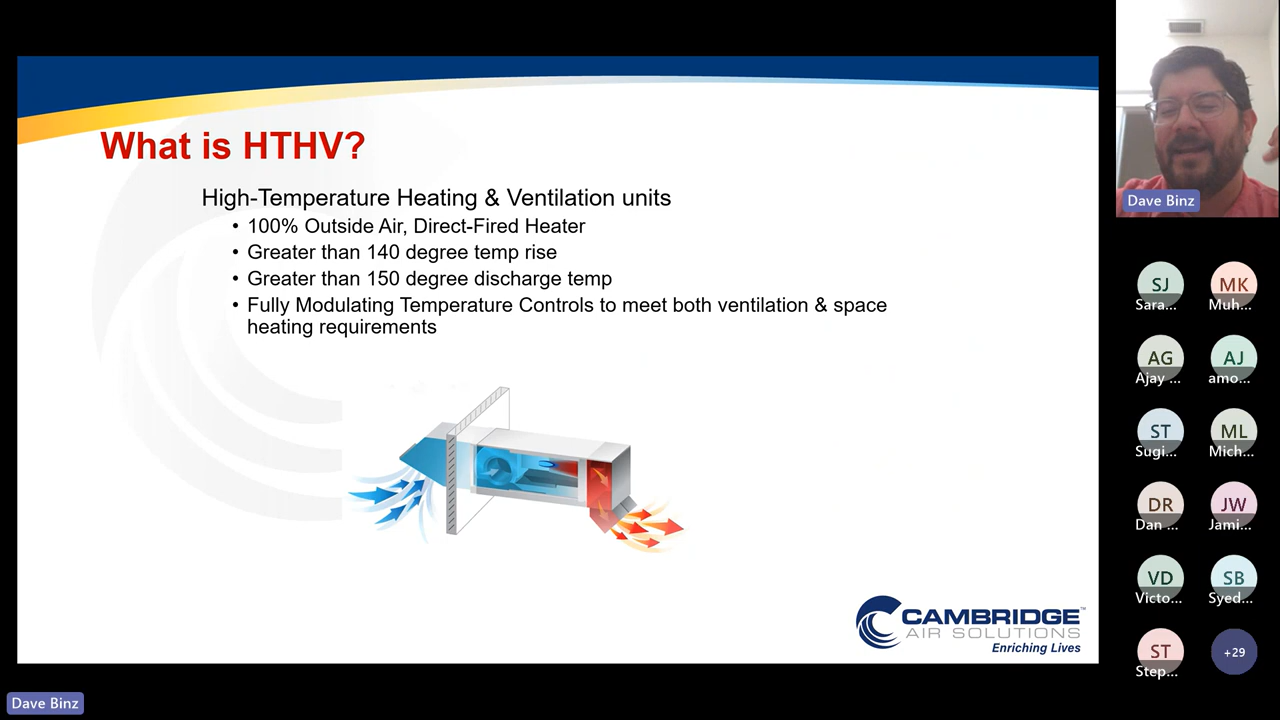 What is HTHV?
High-Temperature Heating & Ventilation units
• 100% Outside Air, Direct-Fired Heater
• Greater than 140 degree temp rise
• Greater than 150 degree discharge temp
• Fully Modulating Temperature Controls to meet both ventilation & space
heating requirements
CAMBRIDGE™
AIR SOLUTIONS
Enriching Lives
Dave Binz
SJ
Sara...
MK
Muh...
AG
Ajay ...
AJ
amo...
ST
Sugi...
ML
Mich...
DR
Dan ...
JW
Jami...
VD
Victo...
SB
Syed...
ST
Step...
+29
Dave Binz